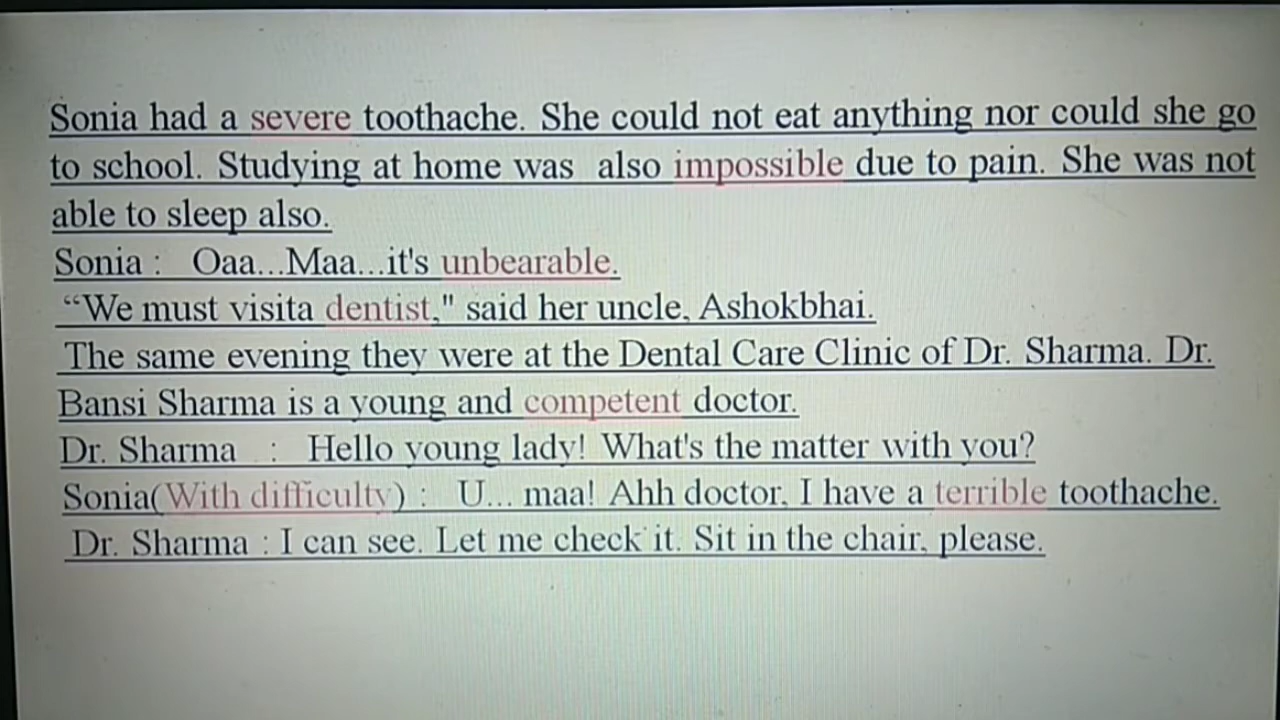 Sonia had a severe toothache. She could not eat anything nor could she go
to school. Studying at home was also impossible due to pain. She was not
able to sleep also.
Sonia : Oaa...Maa...it's unbearable.
“We must visita dentist," said her uncle, Ashokbhai.
The same evening they were at the Dental Care Clinic of Dr. Sharma. Dr.
Bansi Sharma is a young and competent doctor.
Dr. Sharma : Hello young lady! What's the matter with you?
Sonia(With difficulty) : U... maa! Ahh doctor, I have a terrible toothache.
Dr. Sharma : I can see. Let me check it. Sit in the chair, please.